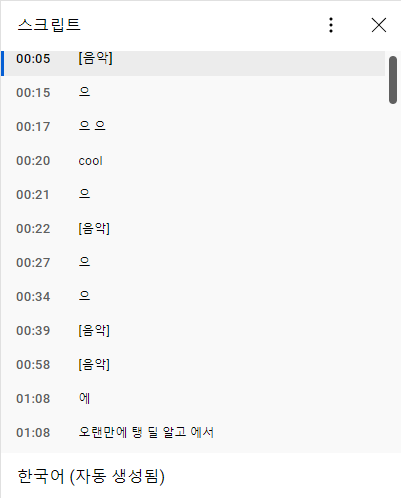 스크립트
00:05 [음악]
00:15 으
00:17 으 으
00:20 cool
00:21 으
00:22 [음악]
00:27 으
00:34 으
00:39 [음악]
00:58 [음악]
01:08 에
01:08 오랜만에 탱 딜 알고 에서
한국어 (자동 생성됨)